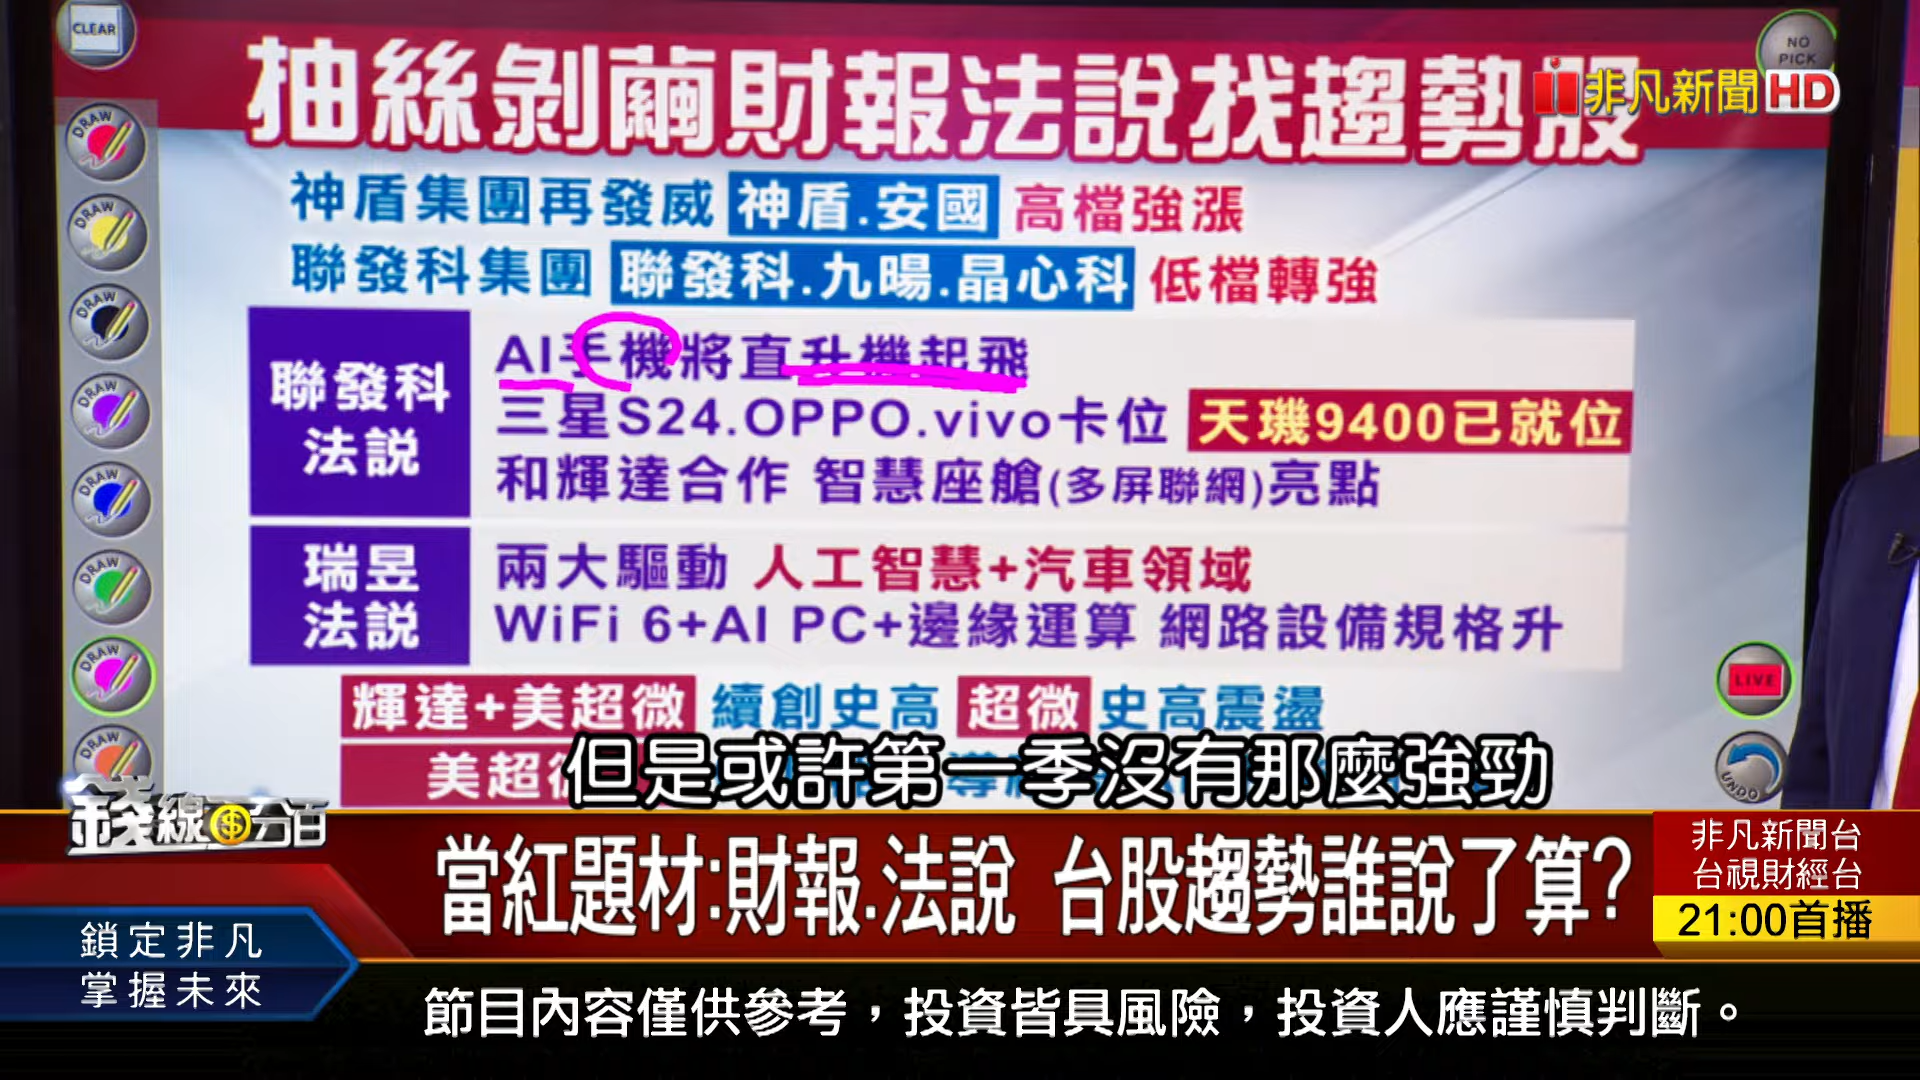 CLEAR
NO PICK
抽絲剝繭財報法說找趨勢股
非凡新聞HD
DRAW
神盾集團再發威 神盾.安國 高檔強漲
DRAW
聯發科集團 聯發科.九暘.晶心科 低檔轉強
DRAW
聯發科法說
AI手機將直升機起飛
三星S24.OPPO.vivo卡位 天璣9400已就位
和輝達合作 智慧座艙(多屏聯網)亮點
DRAW
DRAW
瑞昱法說
兩大驅動 人工智慧+汽車領域
WiFi 6+AI PC+邊緣運算 網路設備規格升
DRAW
DRAW
LIVE
輝達+美超微 續創史高 超微 史高震盪
DRAW
美超
UNDO
但是或許第一季沒有那麼強勁
錢線百分百
當紅題材:財報.法說 台股趨勢誰說了算?
非凡新聞台
台視財經台
21:00首播
鎖定非凡
掌握未來
節目內容僅供參考，投資皆具風險，投資人應謹慎判斷。